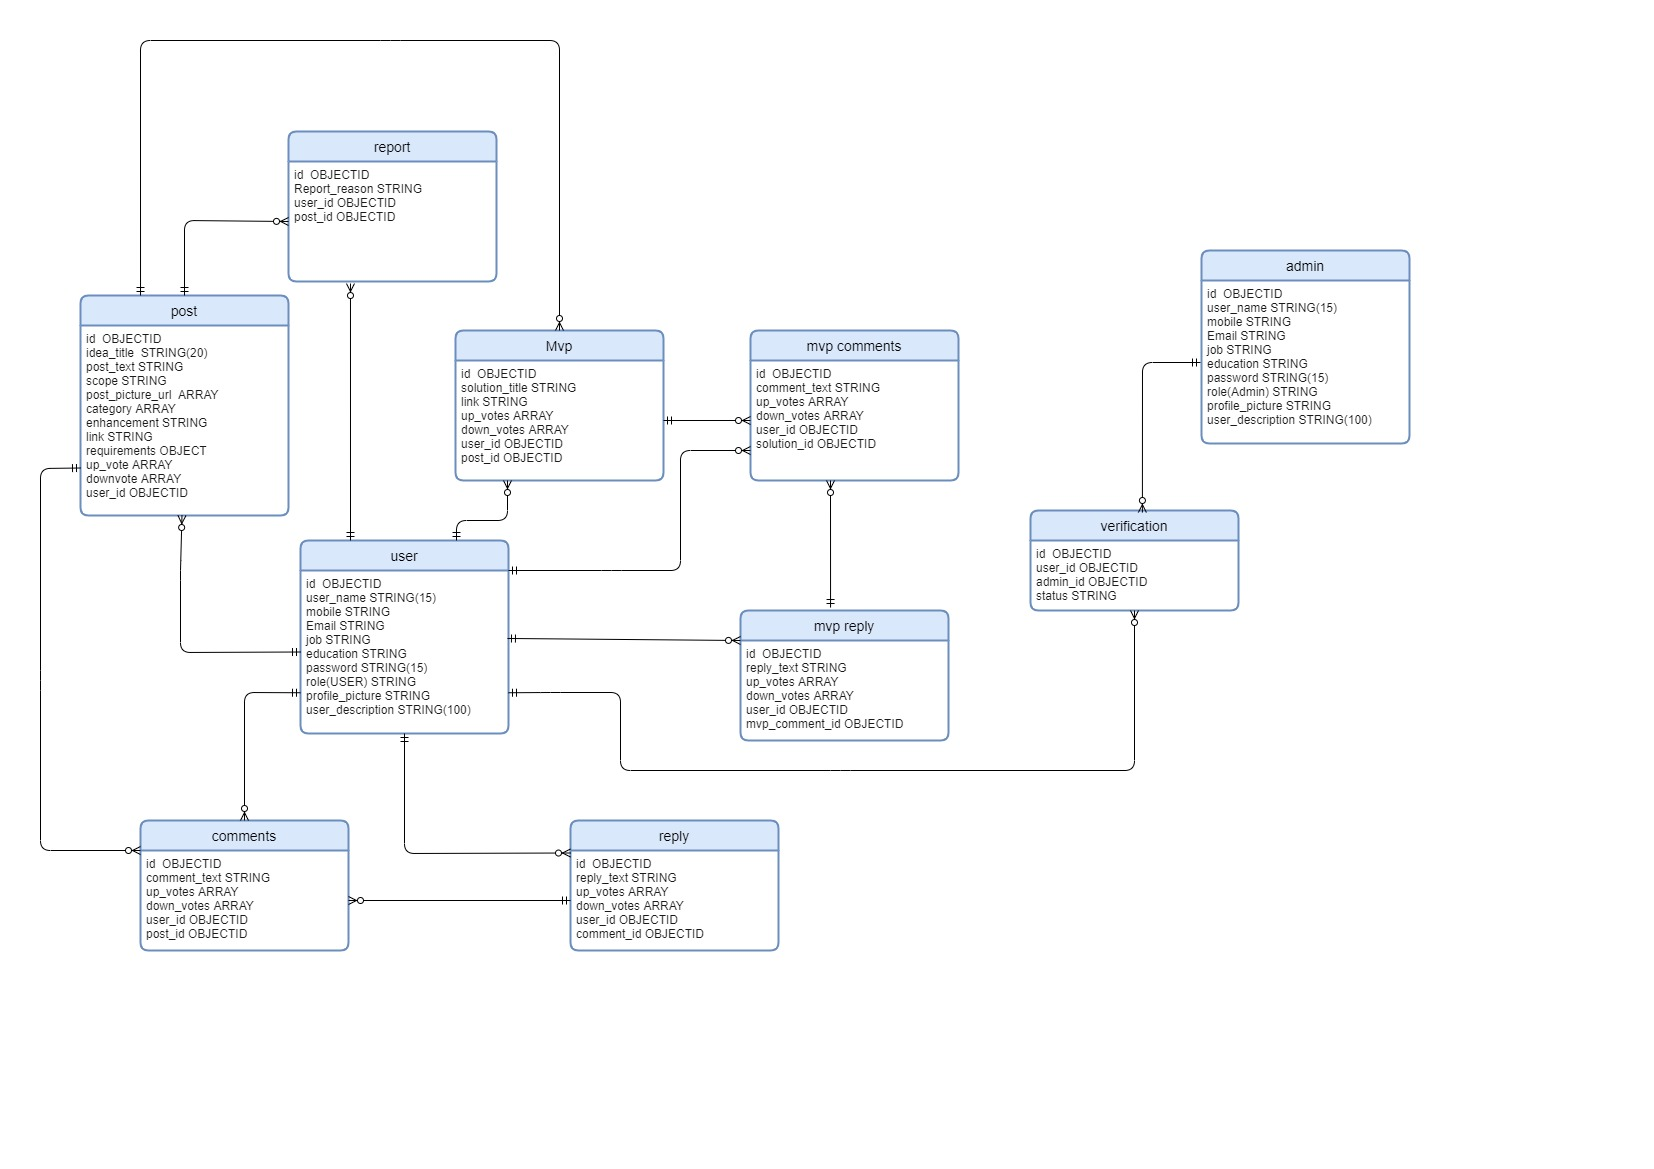 report
id  OBJECTID
Report_reason STRING
user_id OBJECTID
post_id OBJECTID
admin
id  OBJECTID
user_name STRING(15)
mobile STRING
Email STRING
job STRING
education STRING
password STRING(15)
role(Admin) STRING
profile_picture STRING
user_description STRING(100)
post
id  OBJECTID
idea_title  STRING(20)
post_text STRING
scope STRING
post_picture_url  ARRAY
category ARRAY
enhancement STRING
link STRING
requirements OBJECT
up_vote ARRAY
downvote ARRAY
user_id OBJECTID
Mvp
id  OBJECTID
solution_title STRING
link STRING
up_votes ARRAY
down_votes ARRAY
user_id OBJECTID
post_id OBJECTID
mvp comments
id  OBJECTID
comment_text STRING
up_votes ARRAY
down_votes ARRAY
user_id OBJECTID
solution_id OBJECTID
verification
id  OBJECTID
user_id OBJECTID
admin_id OBJECTID
status STRING
user
id  OBJECTID
user_name STRING(15)
mobile STRING
Email STRING
job STRING
education STRING
password STRING(15)
role(USER) STRING
profile_picture STRING
user_description STRING(100)
mvp reply
id  OBJECTID
reply_text STRING
up_votes ARRAY
down_votes ARRAY
user_id OBJECTID
mvp_comment_id OBJECTID
comments
id  OBJECTID
comment_text STRING
up_votes ARRAY
down_votes ARRAY
user_id OBJECTID
post_id OBJECTID
reply
id  OBJECTID
reply_text STRING
up_votes ARRAY
down_votes ARRAY
user_id OBJECTID
comment_id OBJECTID